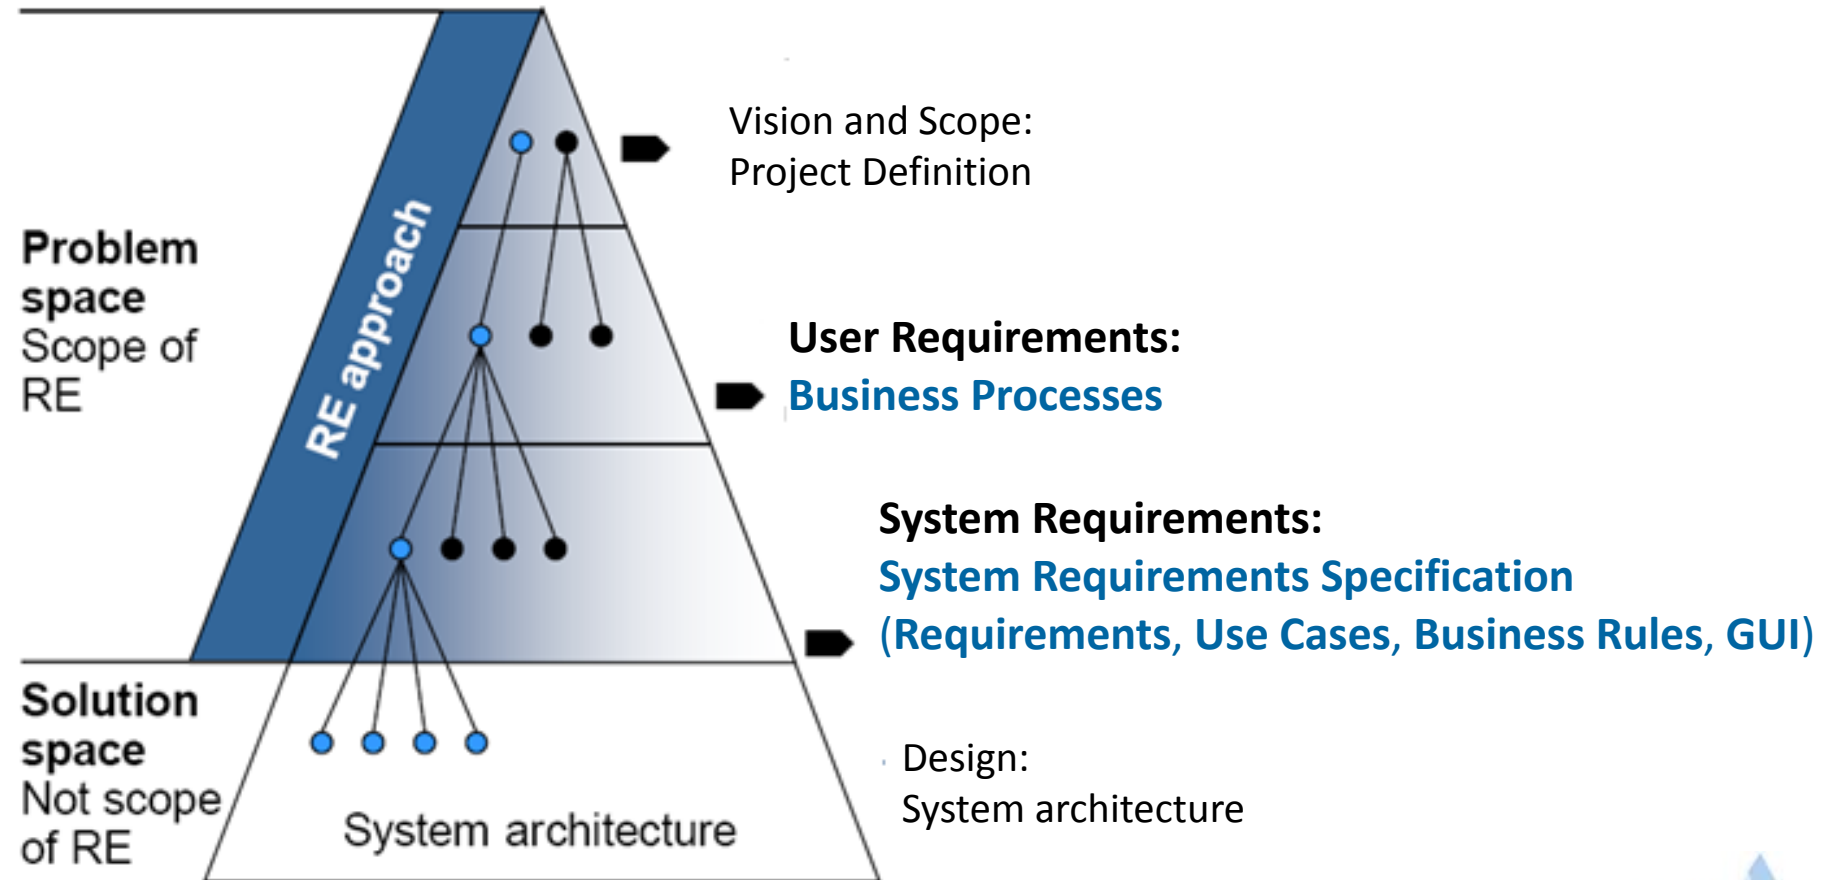 Problem
space
Scope of
RE
RE approach
Vision and Scope:
Project Definition
User Requirements:
Business Processes
System Requirements:
System Requirements Specification
(Requirements, Use Cases, Business Rules, GUI)
Solution
space
Not scope
of RE
System architecture
Design:
System architecture